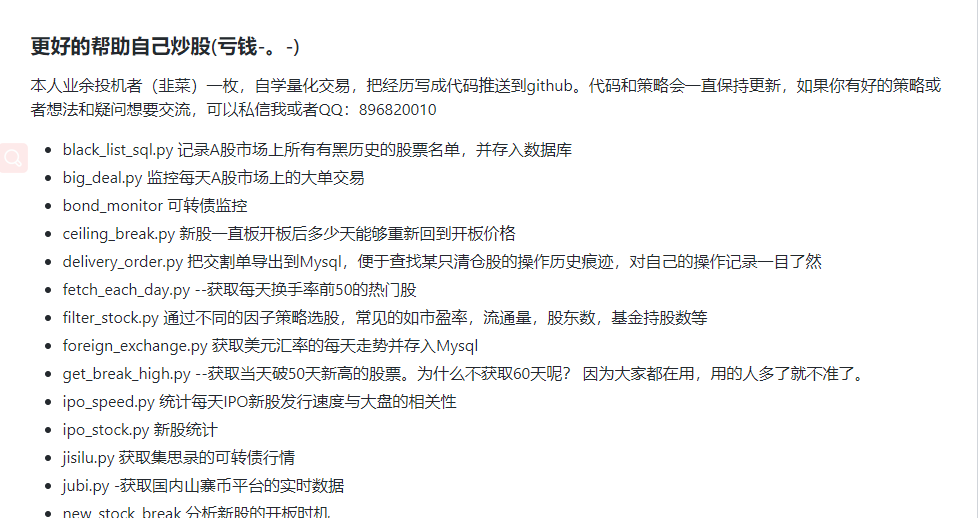 更好的帮助自己炒股(亏钱-。-)
本人业余投机者（韭菜）一枚，自学量化交易，把经历写成代码推送到github。代码和策略会一直保持更新，如果你有好的策略或
者想法和疑问想要交流，可以私信我或者QQ：896820010
black_list_sql.py 记录A股市场上所有有黑历史的股票名单，并存入数据库
big_deal.py 监控每天A股市场上的大单交易
bond_monitor 可转债监控
ceiling_break.py 新股一直板开板后多少天能够重新回到开板价格
delivery_order.py 把交割单导出到Mysql，便于查找某只清仓股的操作历史痕迹，对自己的操作记录一目了然
fetch_each_day.py --获取每天换手率前50的热门股
filter_stock.py 通过不同的因子策略选股，常见的如市盈率，流通量，股东数，基金持股数等
foreign_exchange.py 获取美元汇率的每天走势并存入Mysql
get_break_high.py --获取当天破50天新高的股票。为什么不获取60天呢？ 因为大家都在用，用的人多了就不准了。
ipo_speed.py 统计每天IPO新股发行速度与大盘的相关性
ipo_stock.py 新股统计
jisilu.py 获取集思录的可转债行情
jubi.py -获取国内山寨币平台的实时数据
new_stock_break 分析新股的开板时机